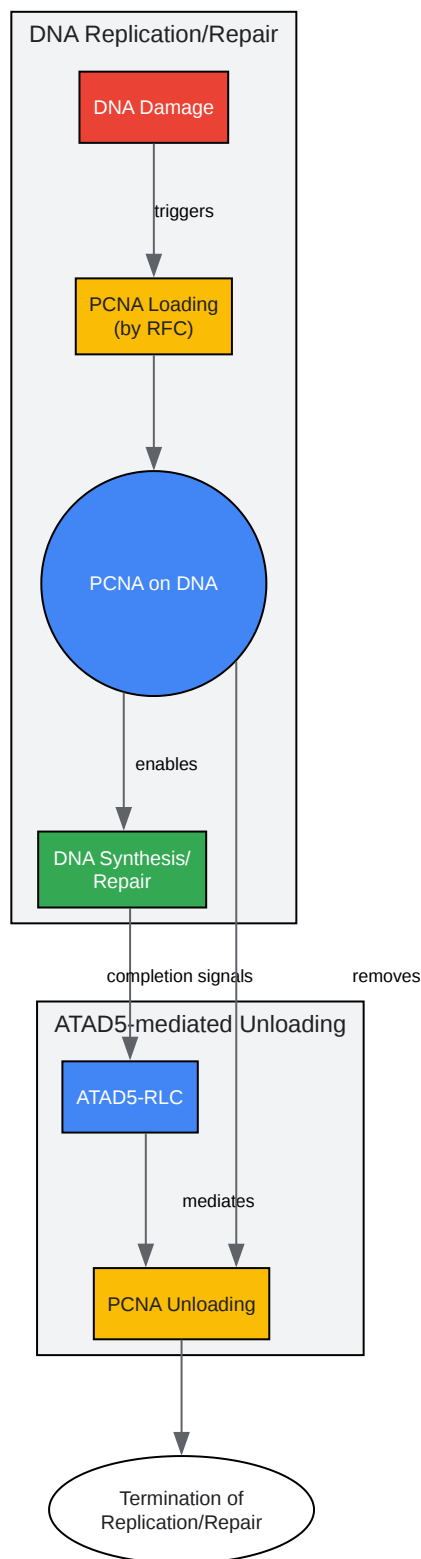 DNA Replication/Repair
DNA Damage
triggers
PCNA Loading
(by RFC)
PCNA on DNA
enables
DNA Synthesis/
Repair
completion signals
removes
ATAD5-mediated Unloading
ATAD5-RLC
mediates
PCNA Unloading
Termination of
Replication/Repair